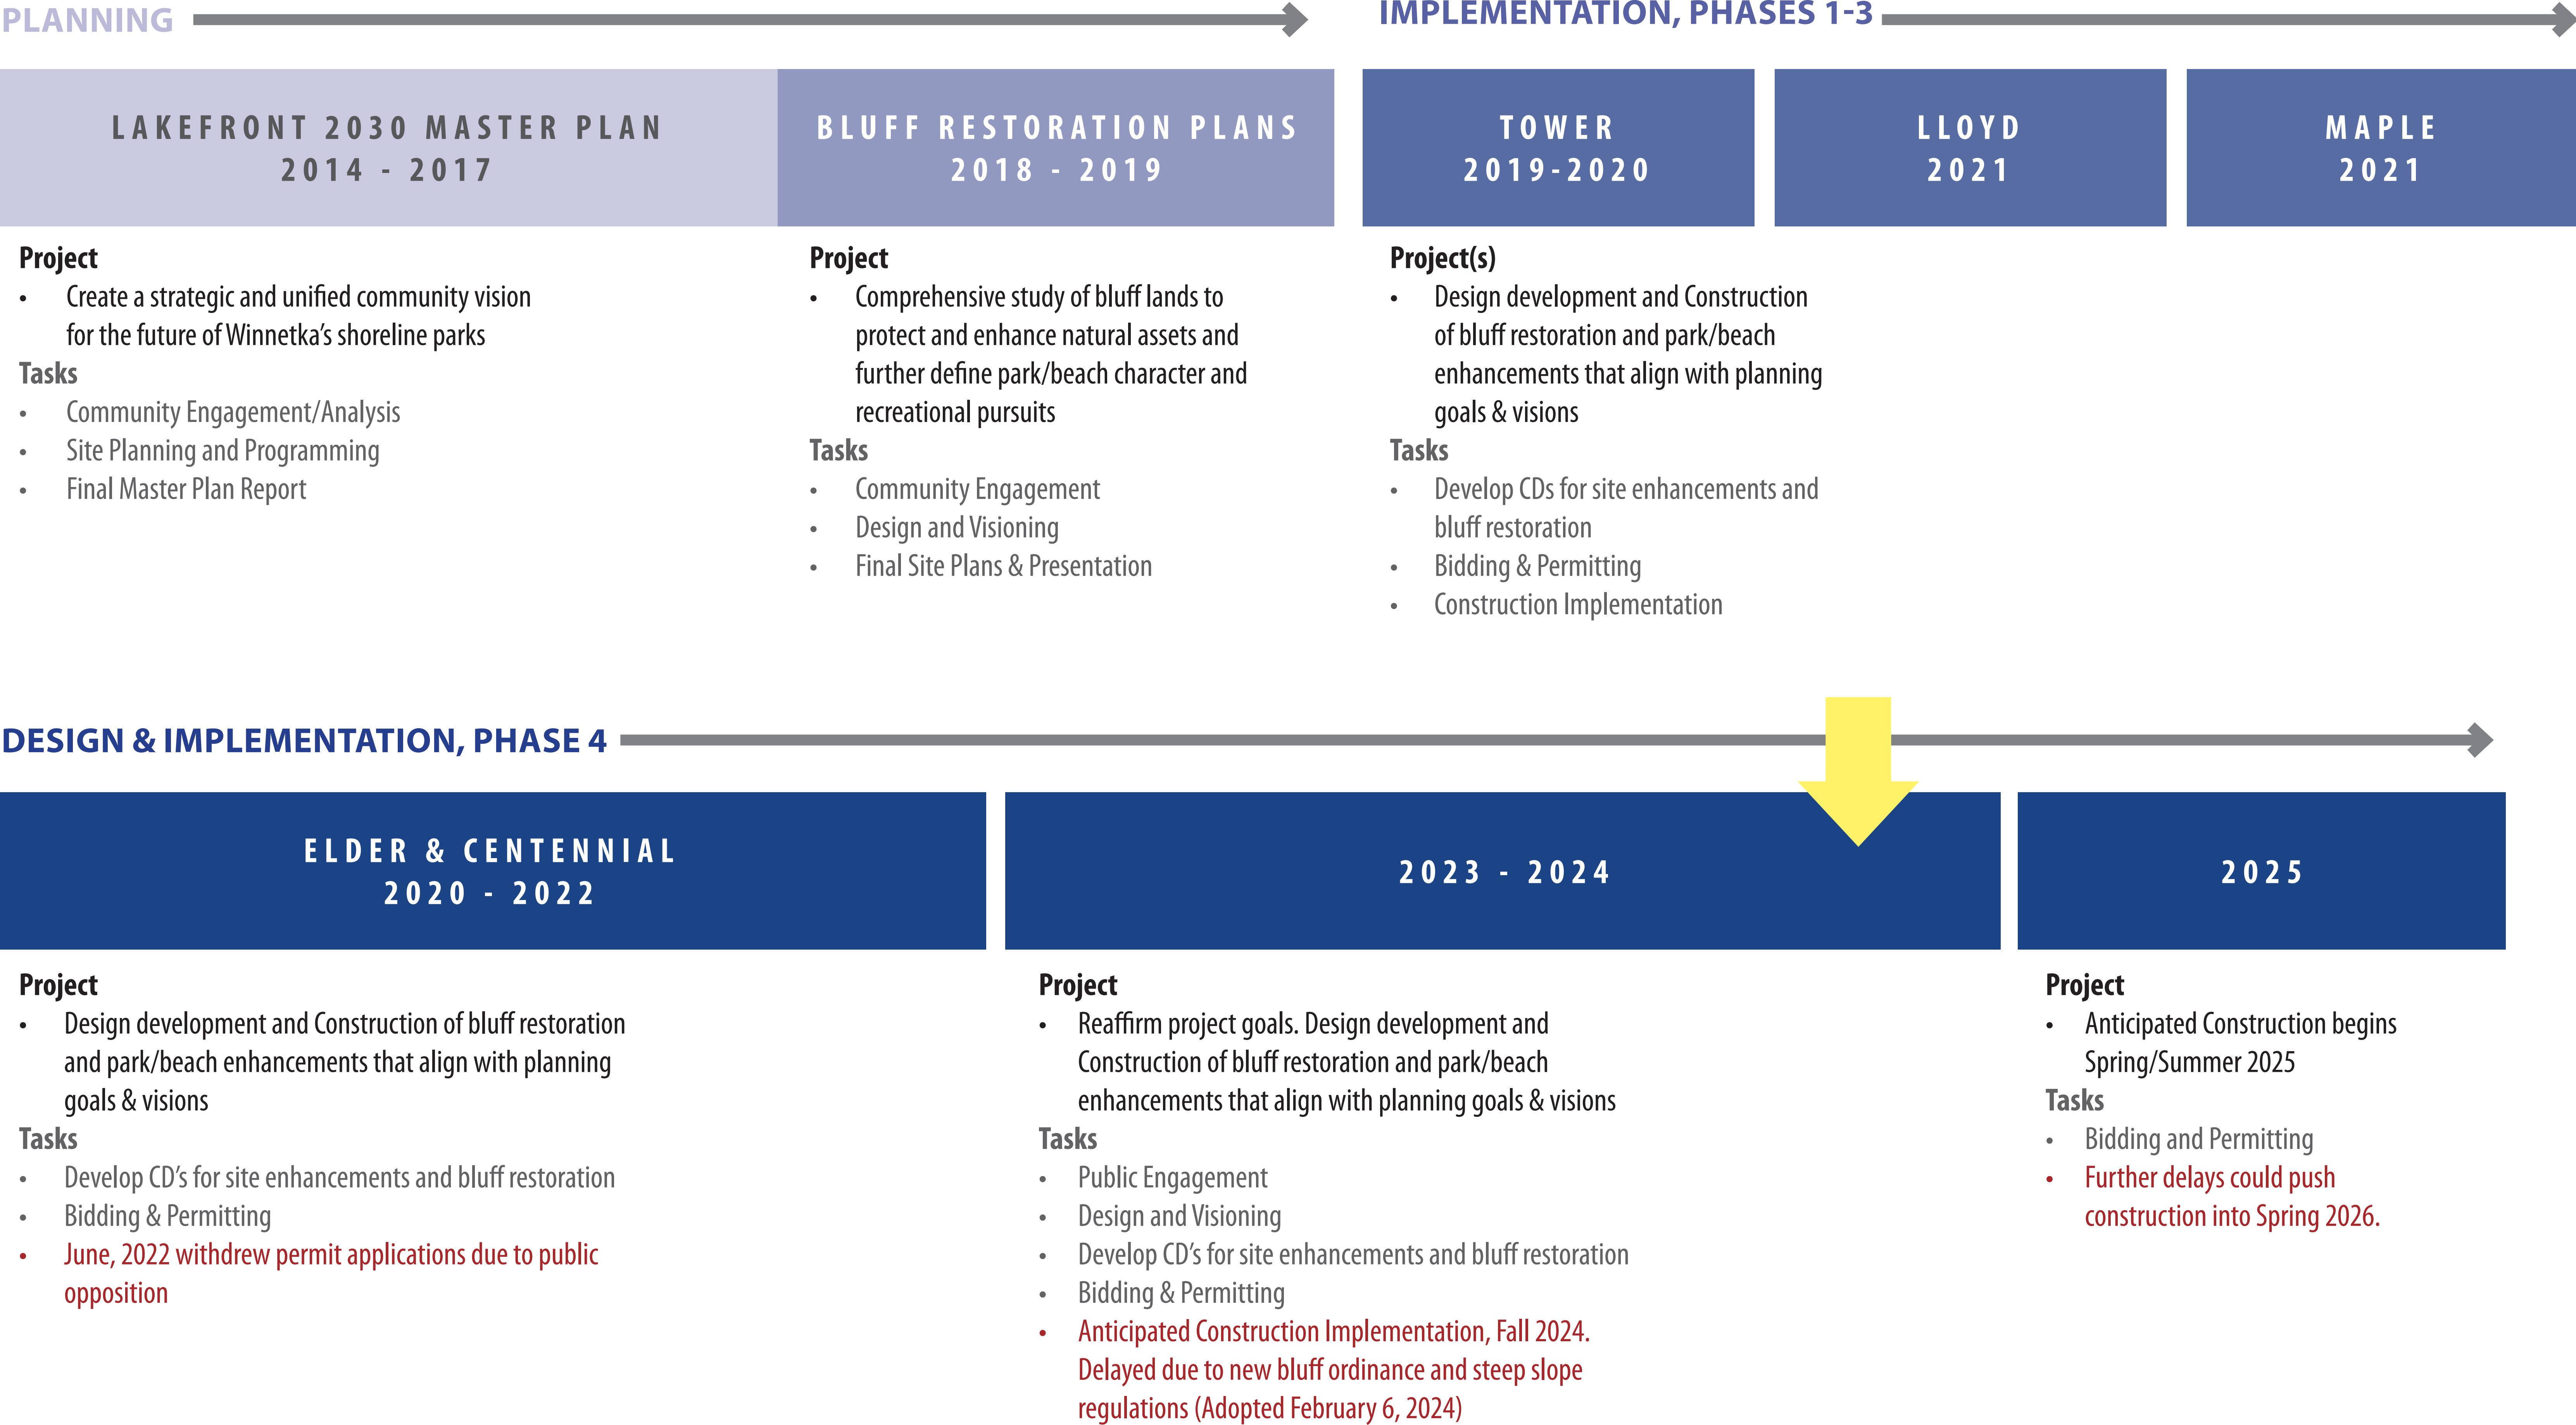 PLANNING
IMPLEMENTATION, PHASES 1-3
LAKEFRONT 2030 MASTER PLAN
2014 - 2017
BLUFF RESTORATION PLANS
2018 - 2019
TOWER
2019-2020
LLOYD
2021
MAPLE
2021
Project
• Create a strategic and unified community vision
for the future of Winnetka’s shoreline parks
Tasks
• Community Engagement/Analysis
• Site Planning and Programming
• Final Master Plan Report
Project
• Comprehensive study of bluff lands to
protect and enhance natural assets and
further define park/beach character and
recreational pursuits
Tasks
• Community Engagement
• Design and Visioning
• Final Site Plans & Presentation
Project(s)
• Design development and Construction
of bluff restoration and park/beach
enhancements that align with planning
goals & visions
Tasks
• Develop CDs for site enhancements and
bluff restoration
• Bidding & Permitting
• Construction Implementation
DESIGN & IMPLEMENTATION, PHASE 4
ELDER & CENTENNIAL
2020 - 2022
2023 - 2024
2025
Project
• Design development and Construction of bluff restoration
and park/beach enhancements that align with planning
goals & visions
Tasks
• Develop CD’s for site enhancements and bluff restoration
• Bidding & Permitting
• June, 2022 withdrew permit applications due to public
opposition
Project
• Reaffirm project goals. Design development and
Construction of bluff restoration and park/beach
enhancements that align with planning goals & visions
Tasks
• Public Engagement
• Design and Visioning
• Develop CD’s for site enhancements and bluff restoration
• Bidding & Permitting
• Anticipated Construction Implementation, Fall 2024.
Delayed due to new bluff ordinance and steep slope
regulations (Adopted February 6, 2024)
Project
• Anticipated Construction begins
Spring/Summer 2025
Tasks
• Bidding and Permitting
• Further delays could push
construction into Spring 2026.